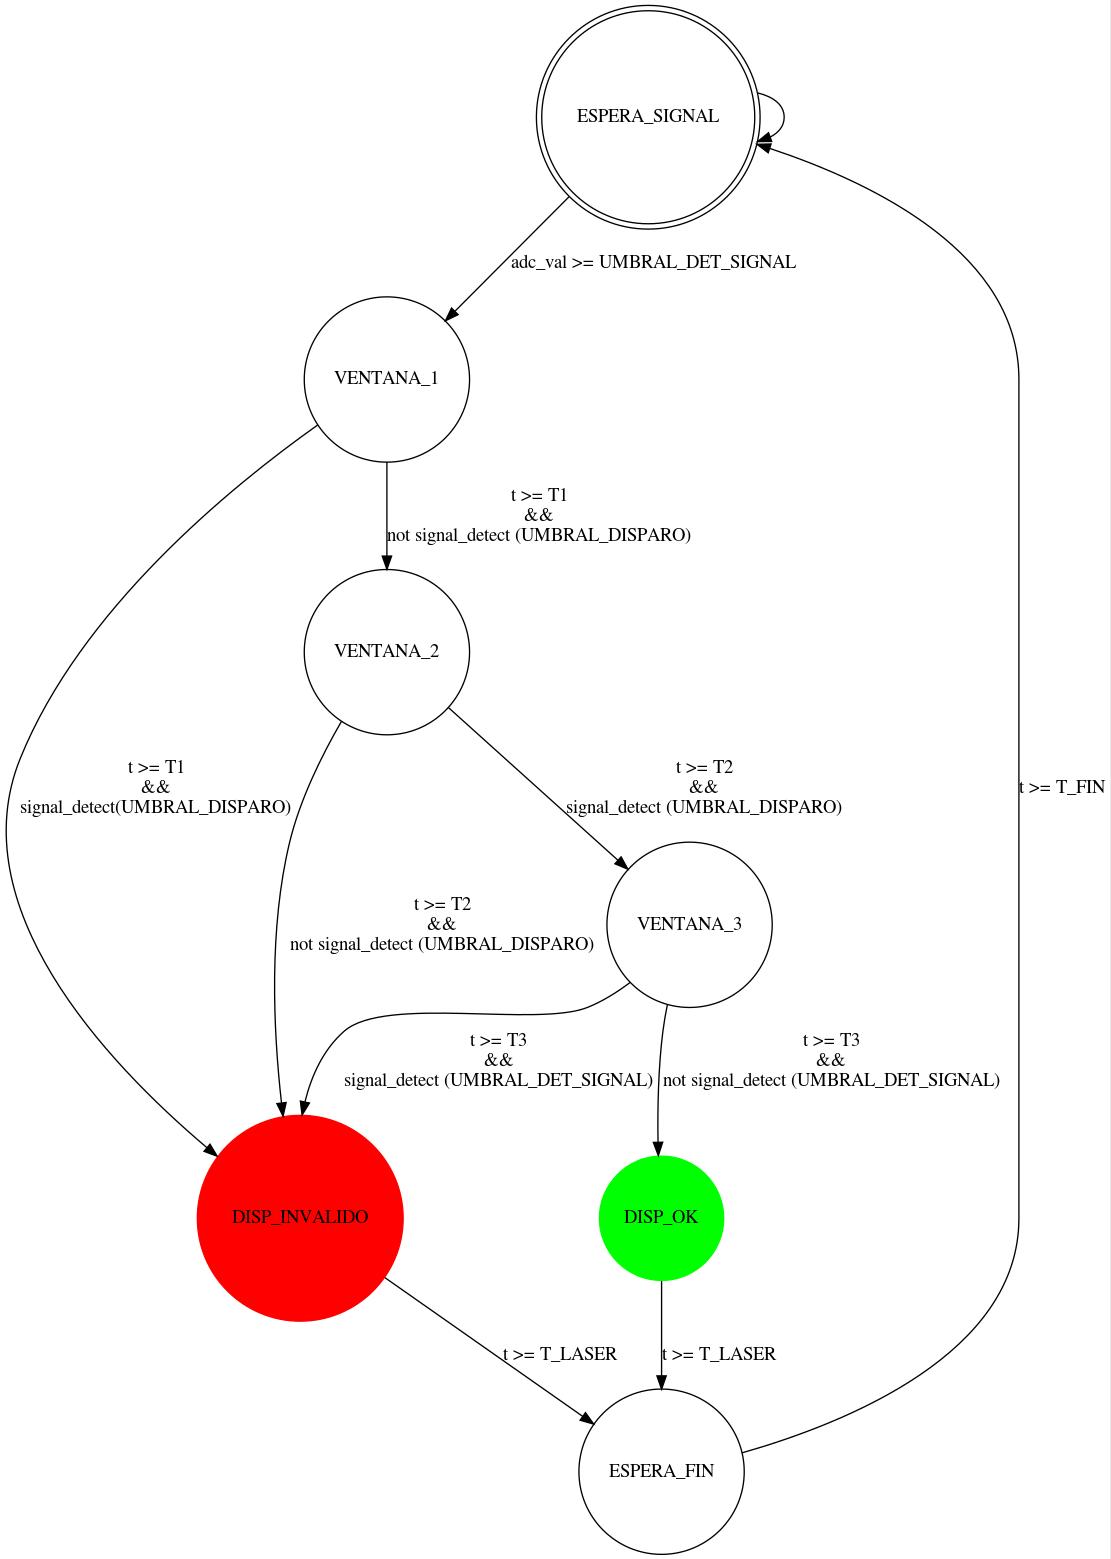 ESPERA_SIGNAL
adc_val >= UMBRAL_DET_SIGNAL
VENTANA_1
t >= T1
&&
not signal_detect (UMBRAL_DISPARO)
VENTANA_2
t >= T1
&&
signal_detect(UMBRAL_DISPARO)
t >= T2
&&
signal_detect (UMBRAL_DISPARO)
t >= T_FIN
t >= T2
&&
not signal_detect (UMBRAL_DISPARO)
VENTANA_3
t >= T3
&&
signal_detect (UMBRAL_DET_SIGNAL)
t >= T3
&&
not signal_detect (UMBRAL_DET_SIGNAL)
DISP_INVALIDO
DISP_OK
t >= T_LASER
t >= T_LASER
ESPERA_FIN